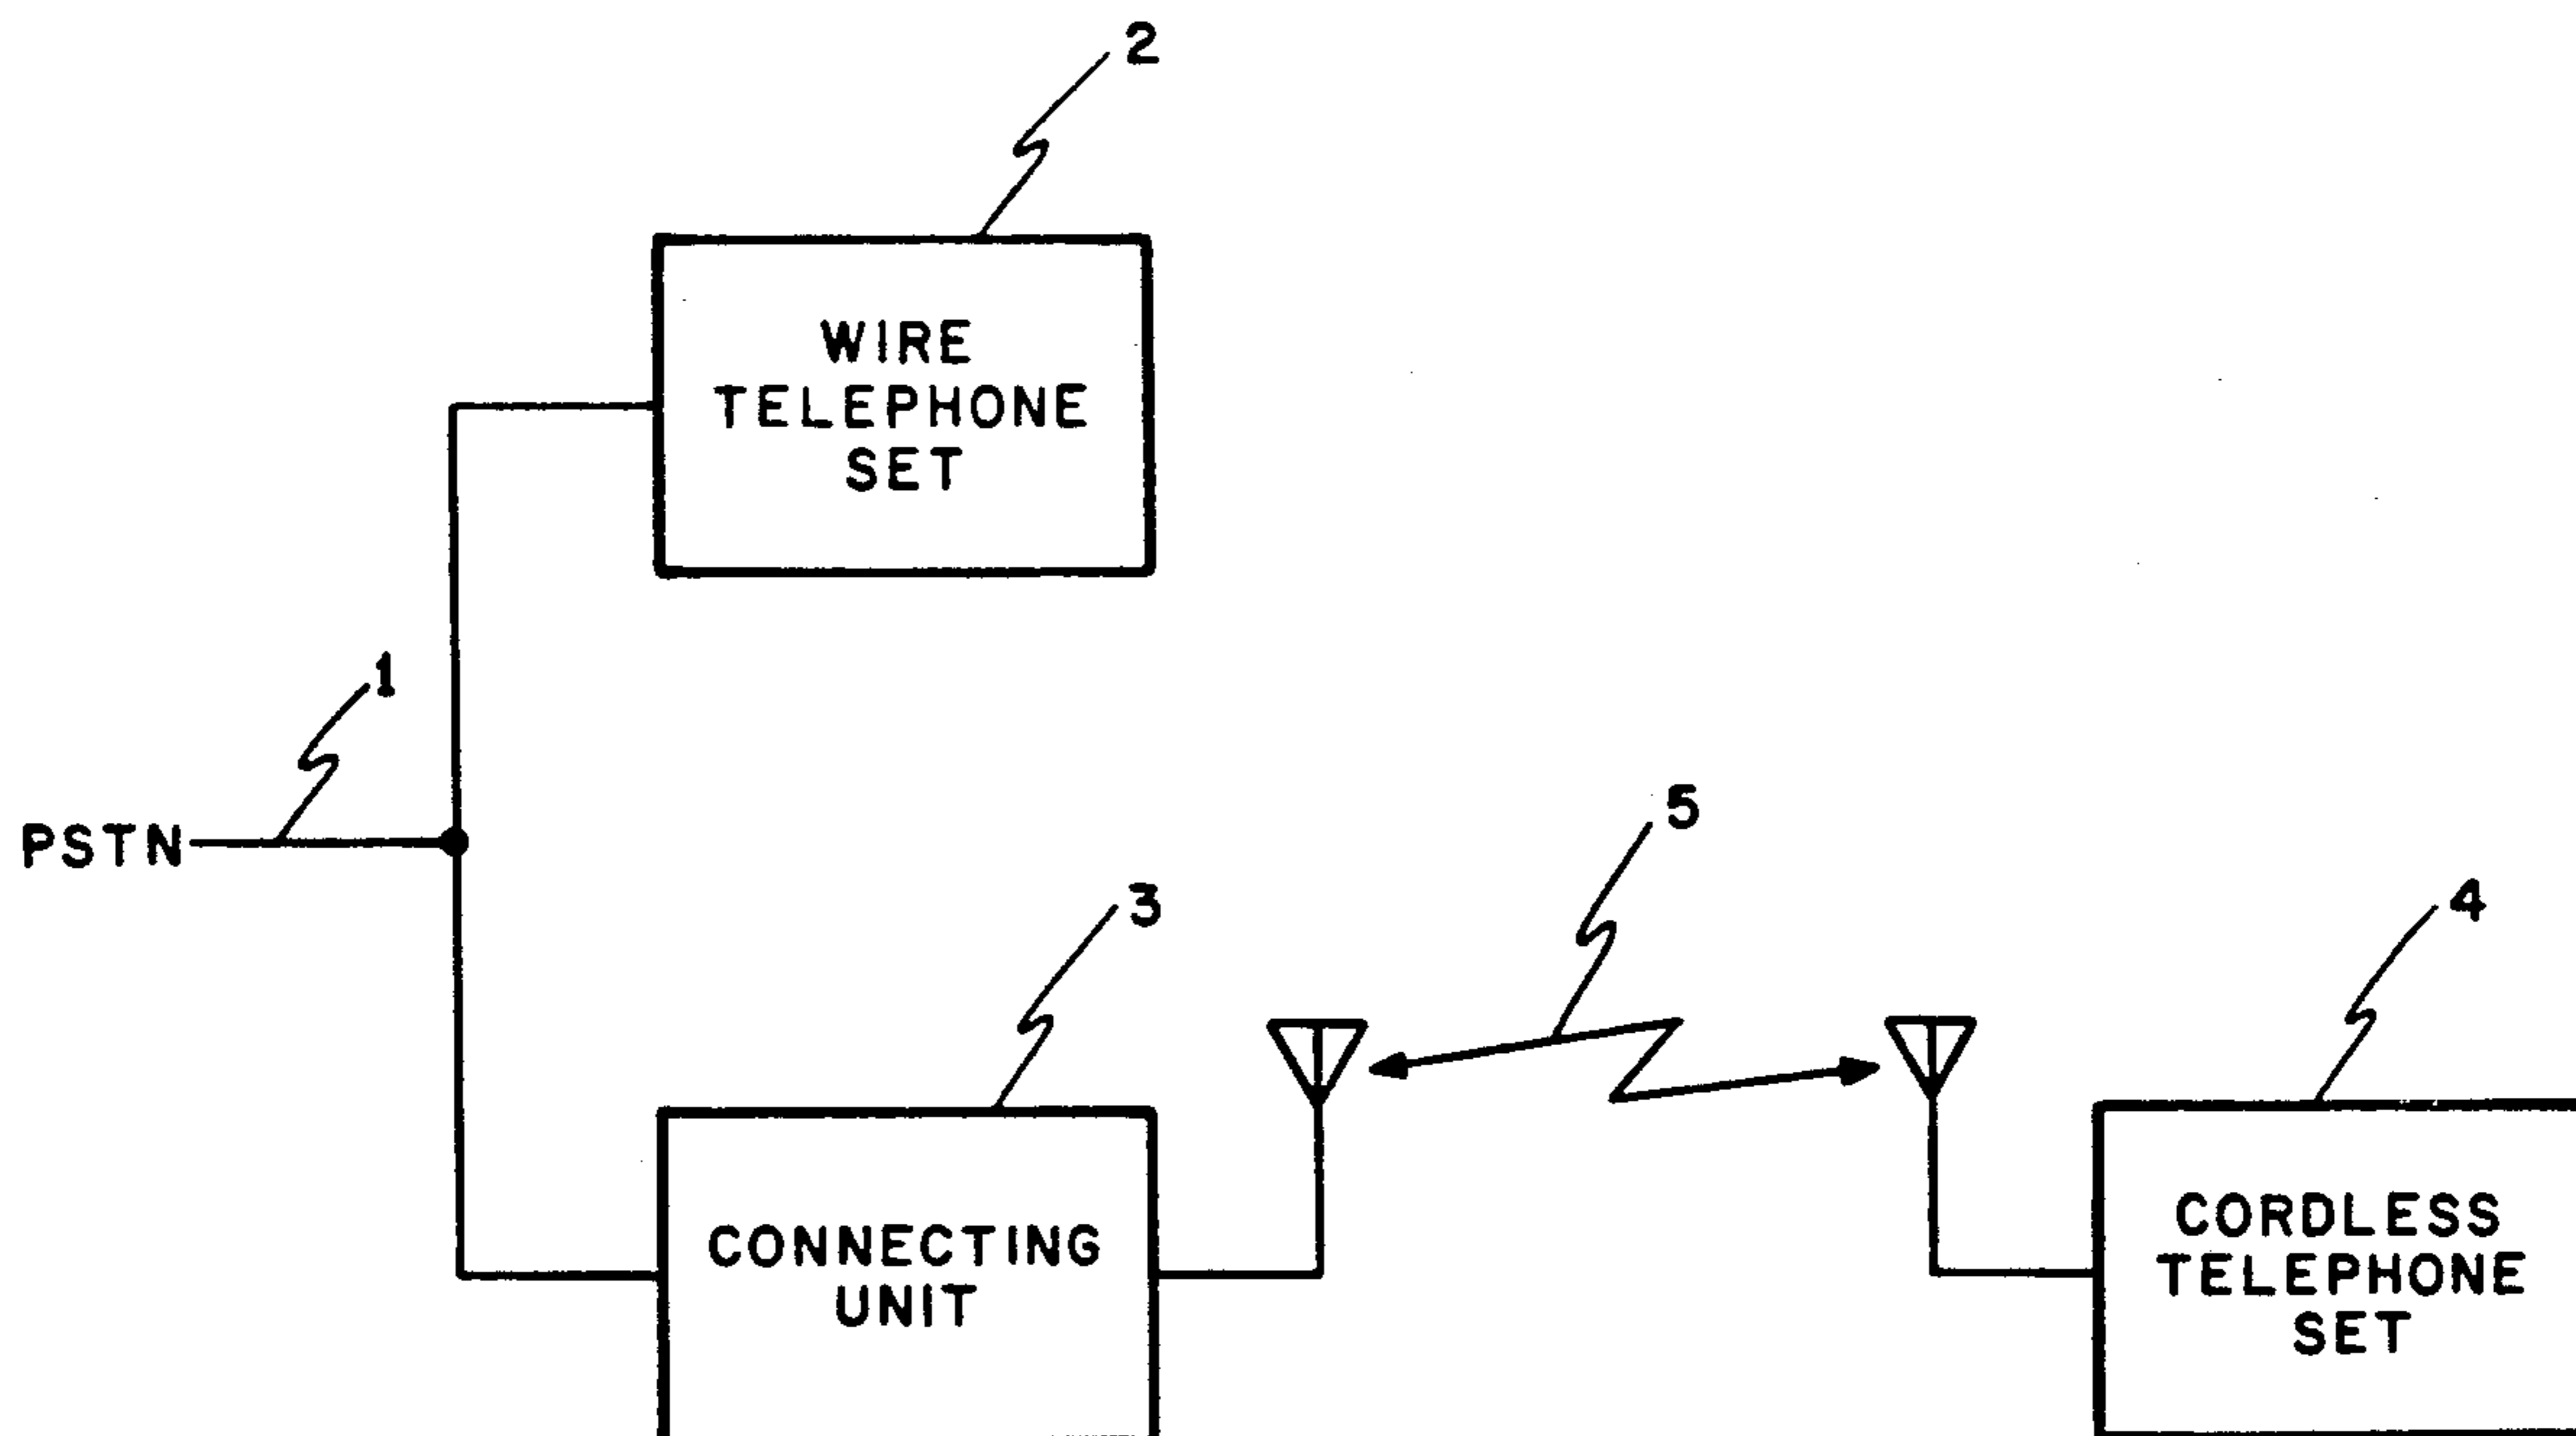 2
WIRE
TELEPHONE
SET
1
PSTN
5
3
4
CONNECTING
UNIT
CORDLESS
TELEPHONE
SET